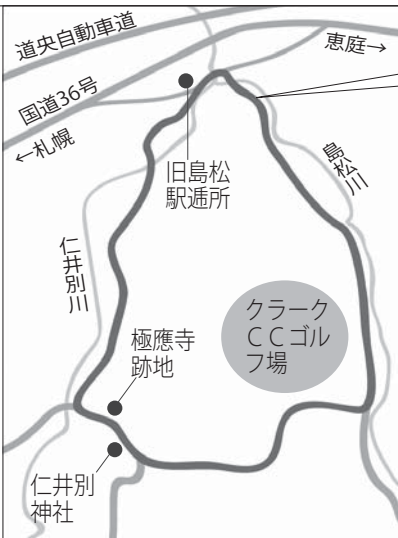 道央自動車道
恵庭→
国道36号
←札幌
旧島松
駅逓所
島松川
仁井別川
クラーク
ＣＣゴル
フ場
極應寺
跡地
仁井別
神社